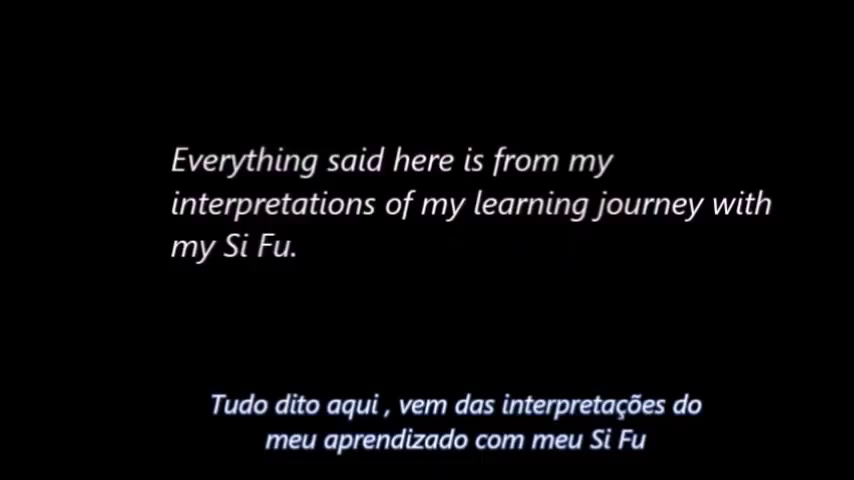 Everything said here is from my
interpretations of my learning journey with
my Si Fu.
Tudo dito aqui , vem das interpretações do
meu aprendizado com meu Si Fu